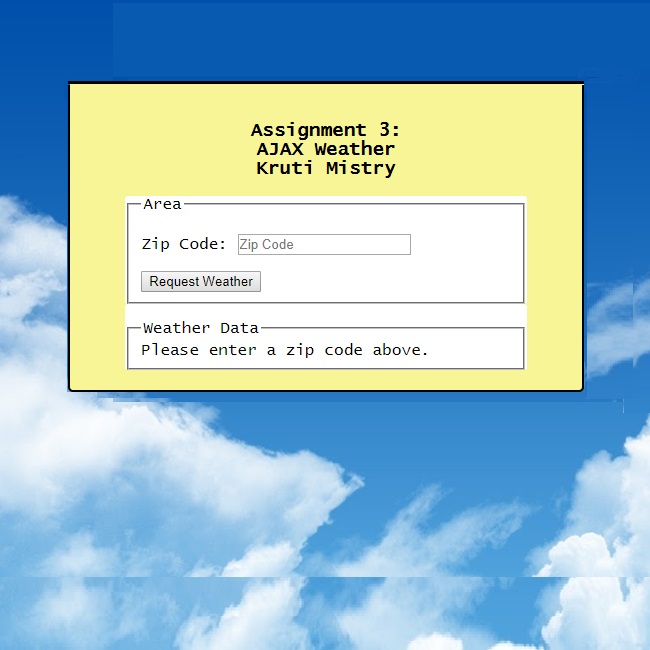 Assignment 3:
AJAX Weather
Kruti Mistry
Area
Zip Code: Zip Code
Request Weather
Weather Data
Please enter a zip code above.